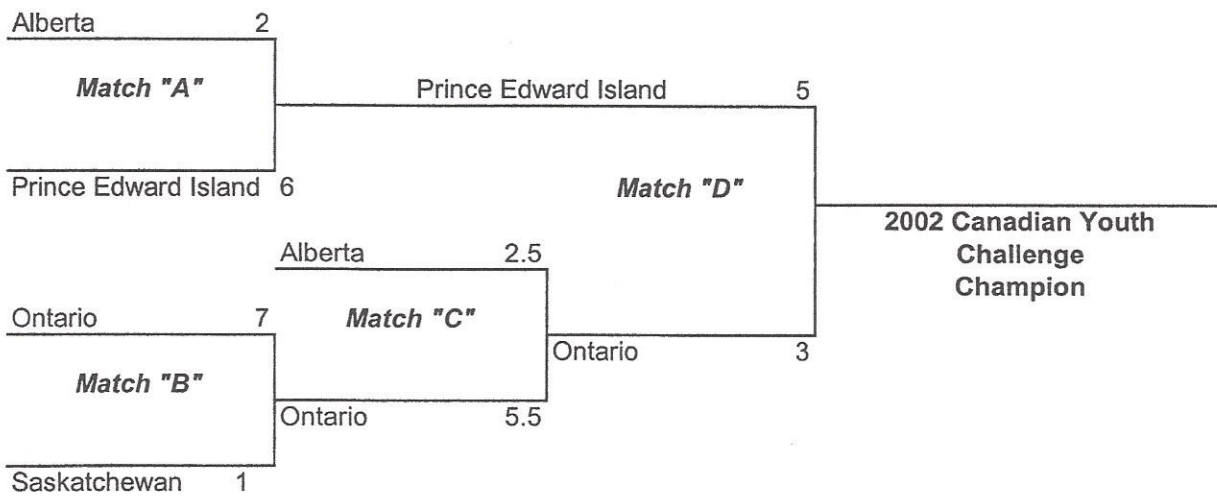 Alberta 2
Match "A"
Prince Edward Island 5
Prince Edward Island 6
Match "D"
2002 Canadian Youth
Challenge
Champion
Alberta 2.5
Ontario 7
Match "C"
Ontario 3
Match "B"
Ontario 5.5
Saskatchewan 1